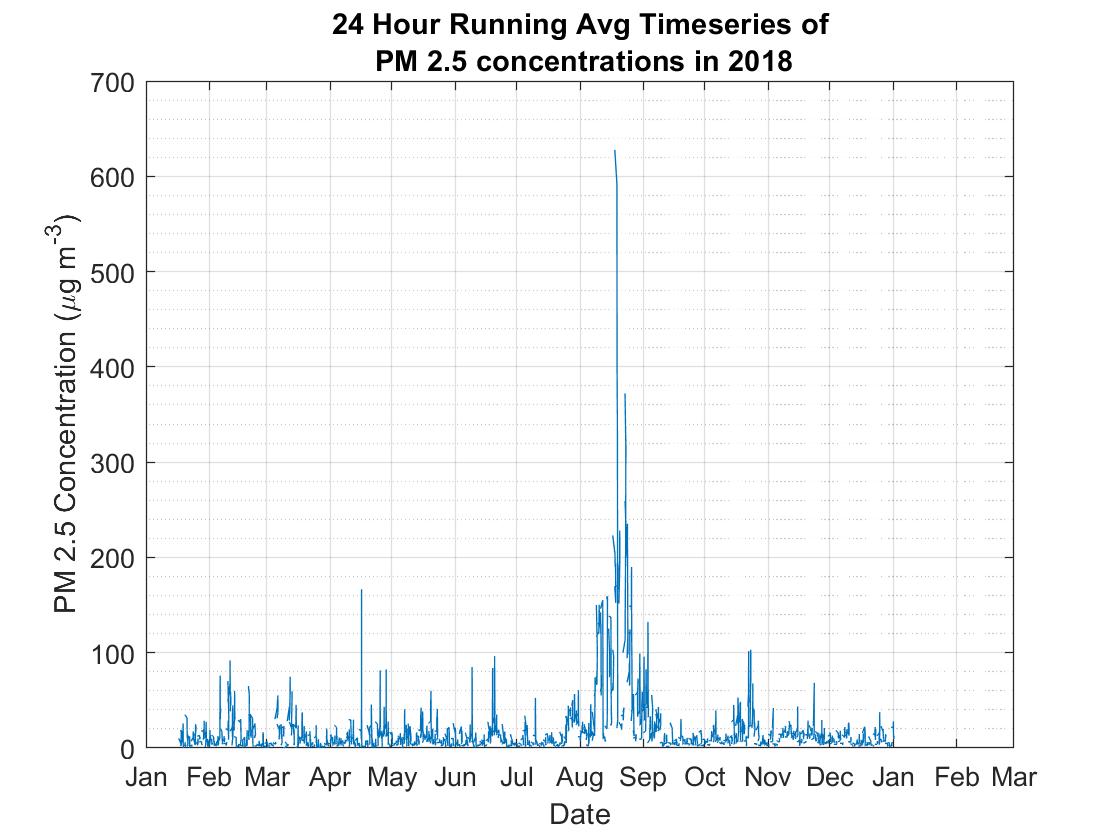 24 Hour Running Avg Timeseries of
PM 2.5 concentrations in 2018
700
600
500
400
300
200
100
0
PM 2.5 Concentration (μg m⁻³)
Jan Feb Mar Apr May Jun Jul Aug Sep Oct Nov Dec Jan Feb Mar
Date